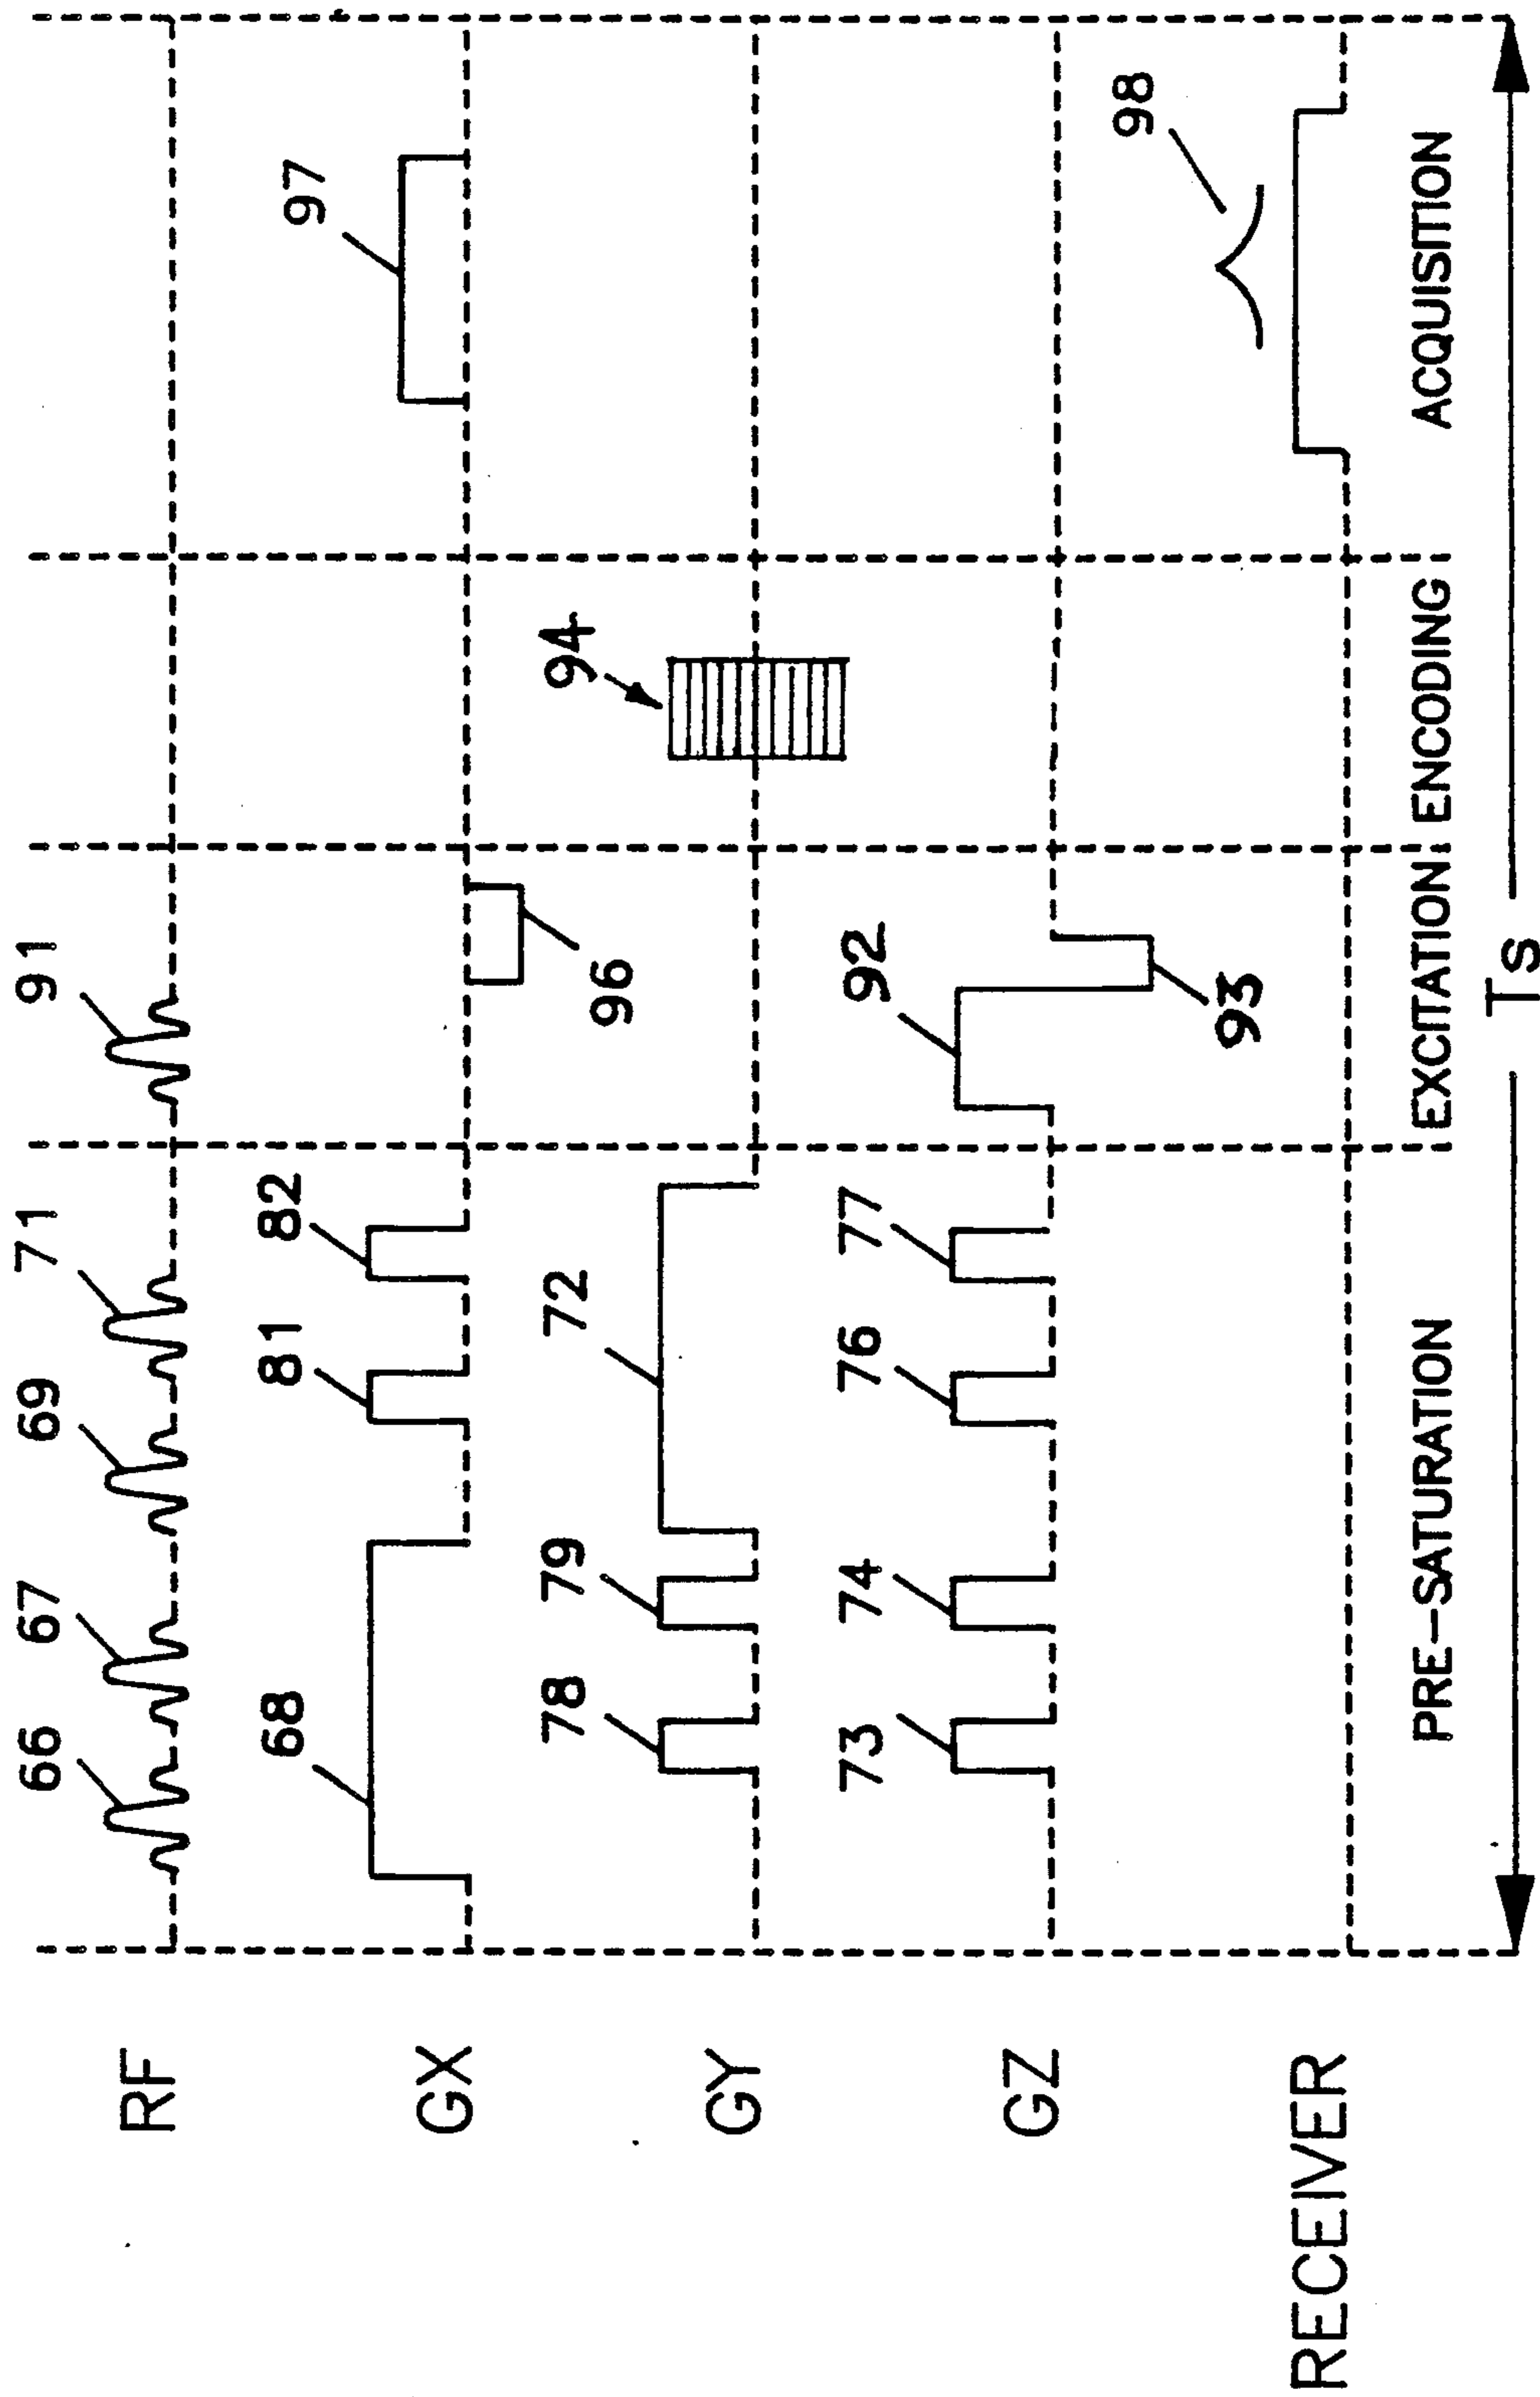 66 67 69 71 91
RF
68 81 82 97
GX
96
78 79 72 94
GY
73 74 76 77 92
GZ
93
98
RECEIVER
PRE-SATURATION EXCITATION ENCODING ACQUISITION
Ts